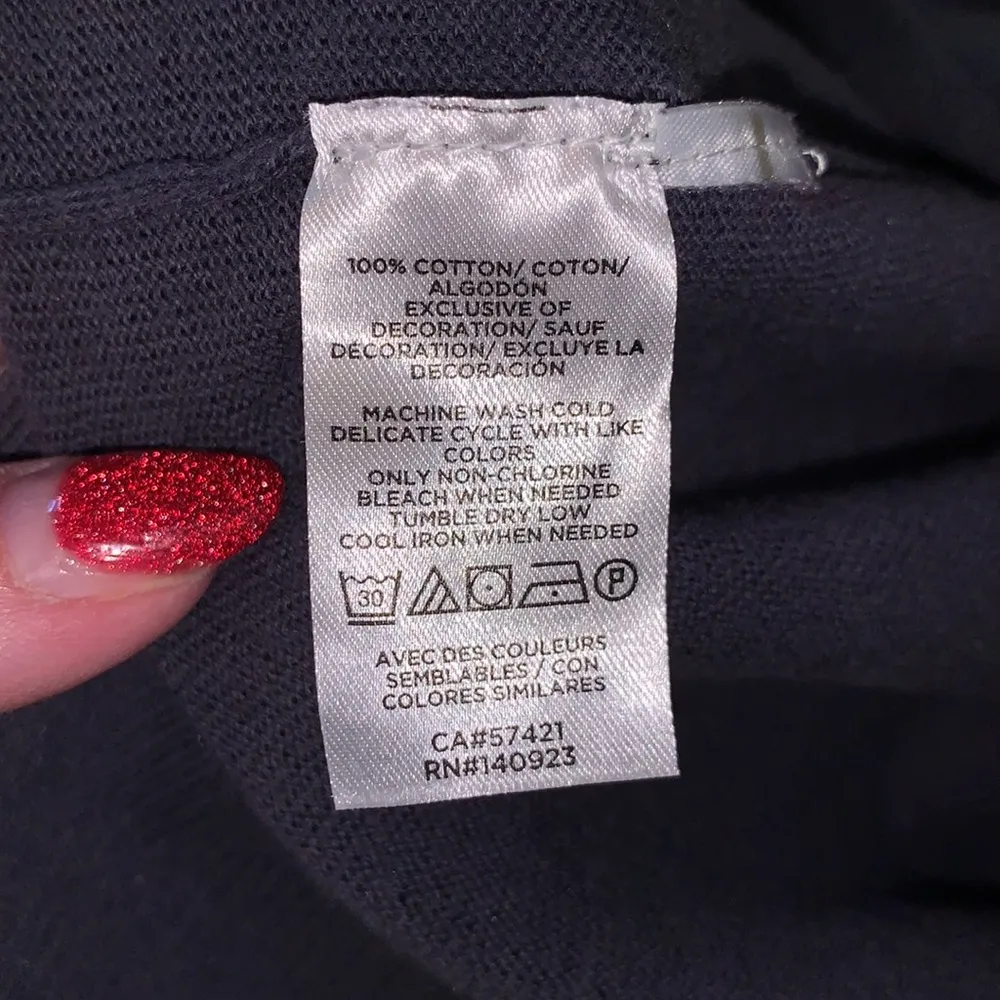 100% COTTON/ COTON/
ALGODÓN
EXCLUSIVE OF
DECORATION/ SAUF
DÉCORATION/ EXCLUYE LA
DECORACIÓN
MACHINE WASH COLD
DELICATE CYCLE WITH LIKE
COLORS
ONLY NON-CHLORINE
BLEACH WHEN NEEDED
TUMBLE DRY LOW
COOL IRON WHEN NEEDED
30 P
AVEC DES COULEURS
SEMBLABLES / CON
COLORES SIMILARES
CA#57421
RN#140923